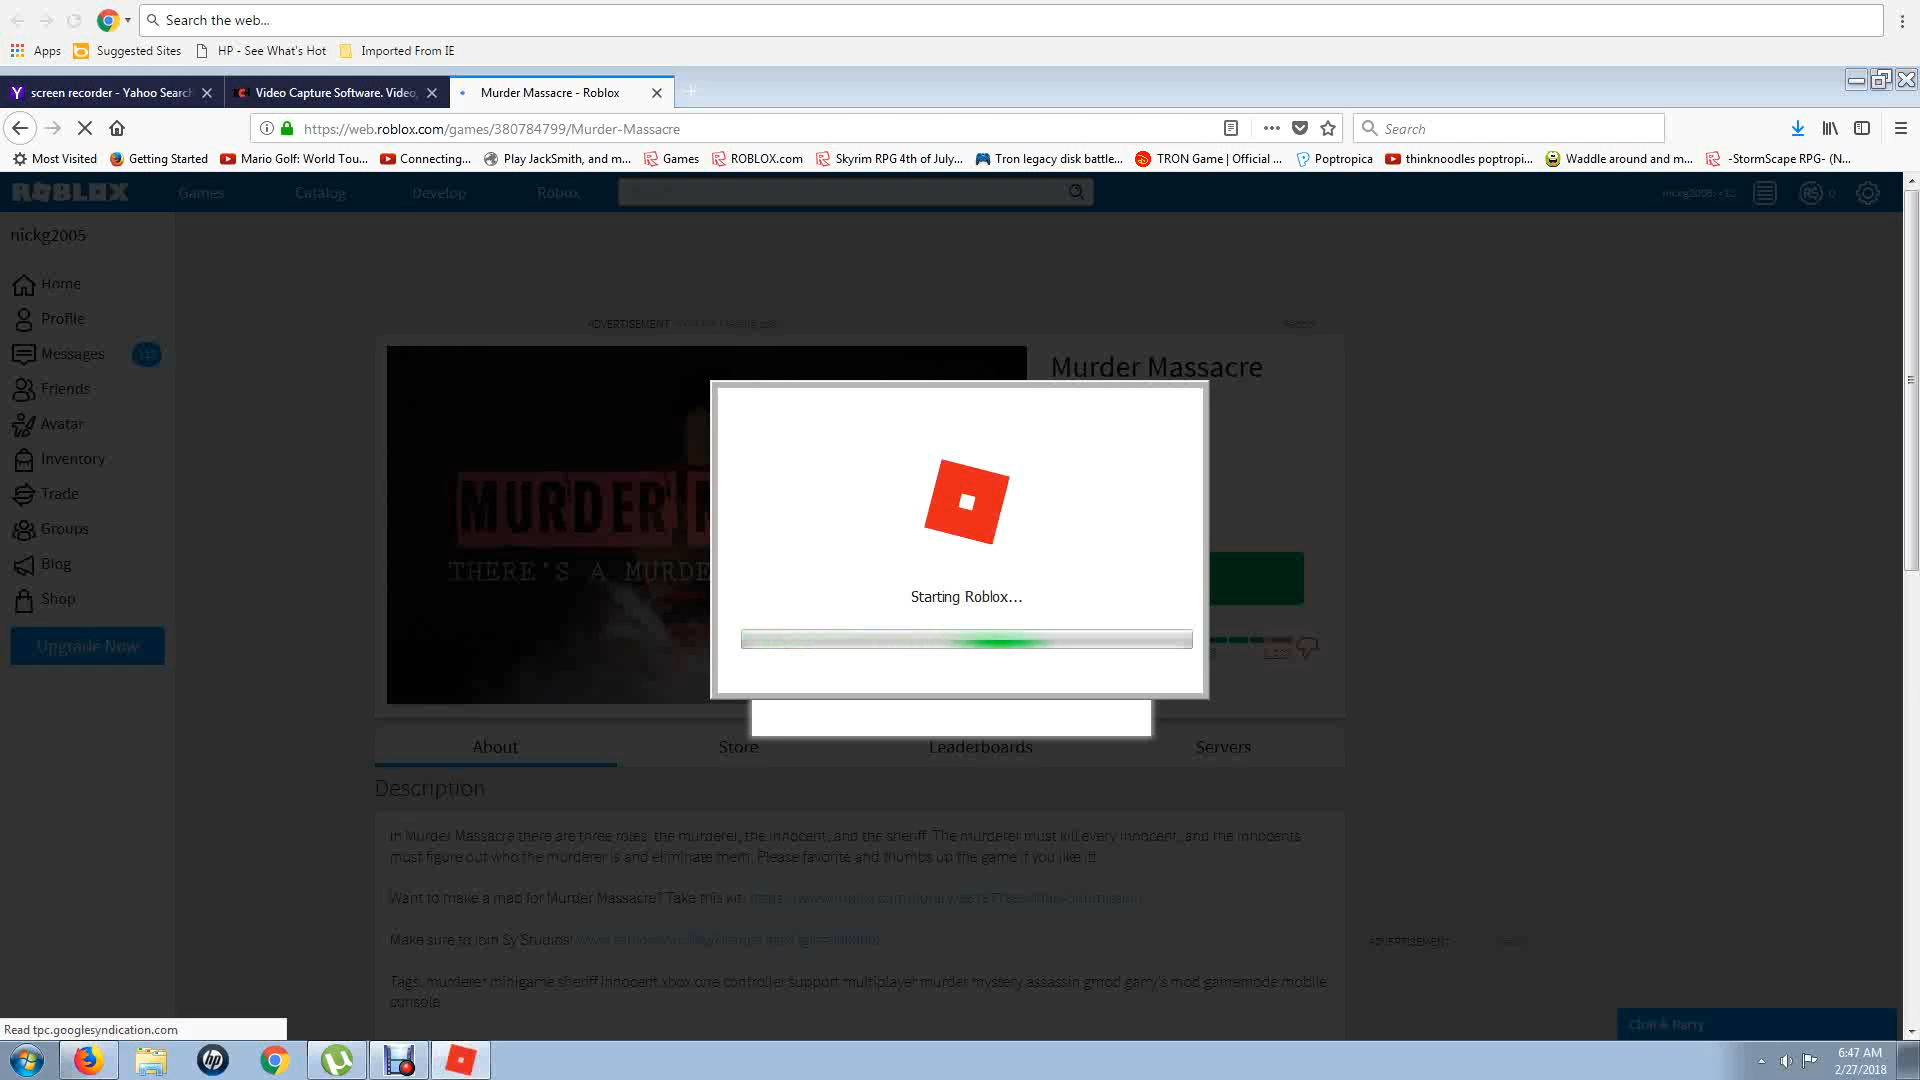 Search the web...
Apps Suggested Sites HP - See What's Hot Imported From IE
screen recorder - Yahoo Searc Video Capture Software. Video, Murder Massacre - Roblox
https://web.roblox.com/games/380784799/Murder-Massacre Search
Most Visited Getting Started Mario Golf: World Tou... Connecting... Play JackSmith, and m... Games ROBLOX.com Skyrim RPG 4th of July... Tron legacy disk battle... TRON Game | Official ... Poptropica thinknoodles poptropi... Waddle around and m... -StormScape RPG- (N...
ROBLOX Games Catalog Develop Robux
nickg2005
Home
Profile
Messages
Friends
Avatar
Inventory
Trade
Groups
Blog
Shop
Upgrade Now
ADVERTISEMENT
Murder Massacre
MURDER
THERE'S A MURDE
Starting Roblox...
About Store Leaderboards Servers
Description
In Murder Massacre there are three roles, the murderer, the innocent, and the sheriff. The murderer must kill every innocent, and the innocents
must figure out who the murderer is and eliminate them. Please favorite and thumbs up the game if you like it!
Want to make a map for Murder Massacre? Take this kit:
Make sure to join Sy Studios!
Tags: murderer minigame sheriff innocent xbox one controller support multiplayer murder mystery assassin gmod garry's mod gamemode mobile
console
ADVERTISEMENT
Chat & Party
Read tpc.googlesyndication.com
6:47 AM
2/27/2018